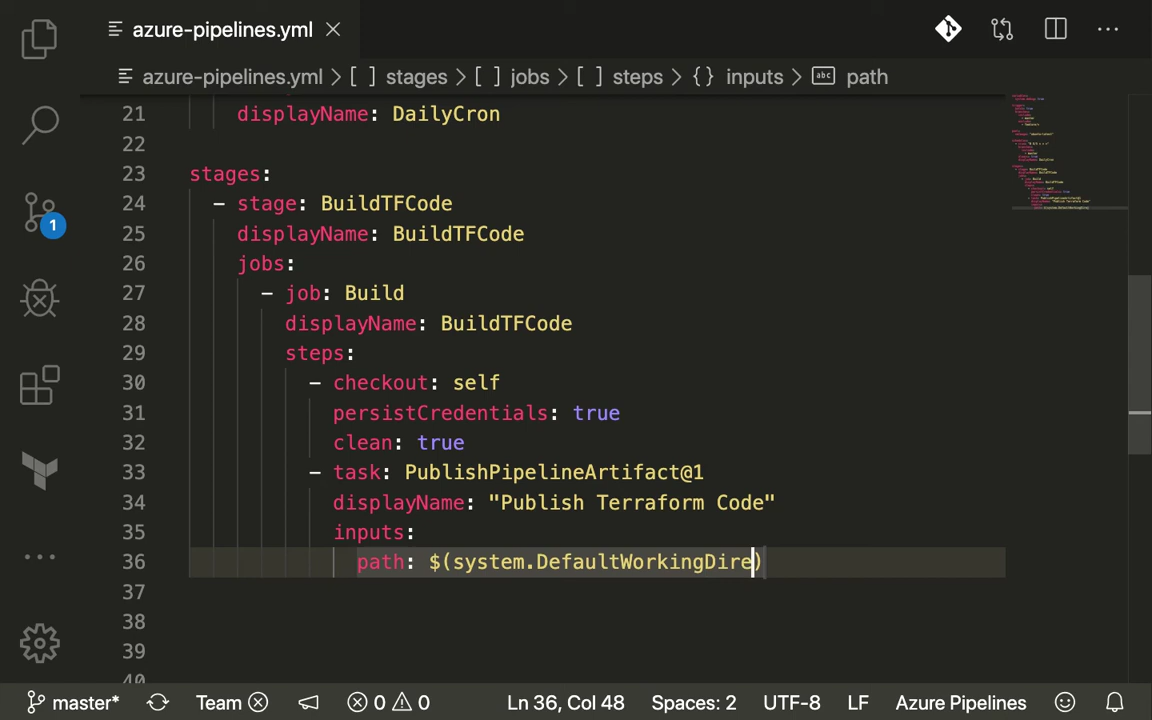 azure-pipelines.yml
azure-pipelines.yml > [ ] stages > [ ] jobs > [ ] steps > {} inputs > abc path
21 displayName: DailyCron
22
23 stages:
24 - stage: BuildTFCode
25 displayName: BuildTFCode
26 jobs:
27 - job: Build
28 displayName: BuildTFCode
29 steps:
30 - checkout: self
31 persistCredentials: true
32 clean: true
33 - task: PublishPipelineArtifact@1
34 displayName: "Publish Terraform Code"
35 inputs:
36 path: $(system.DefaultWorkingDire)
37
38
39
40
1
master* Team 0 0 Ln 36, Col 48 Spaces: 2 UTF-8 LF Azure Pipelines